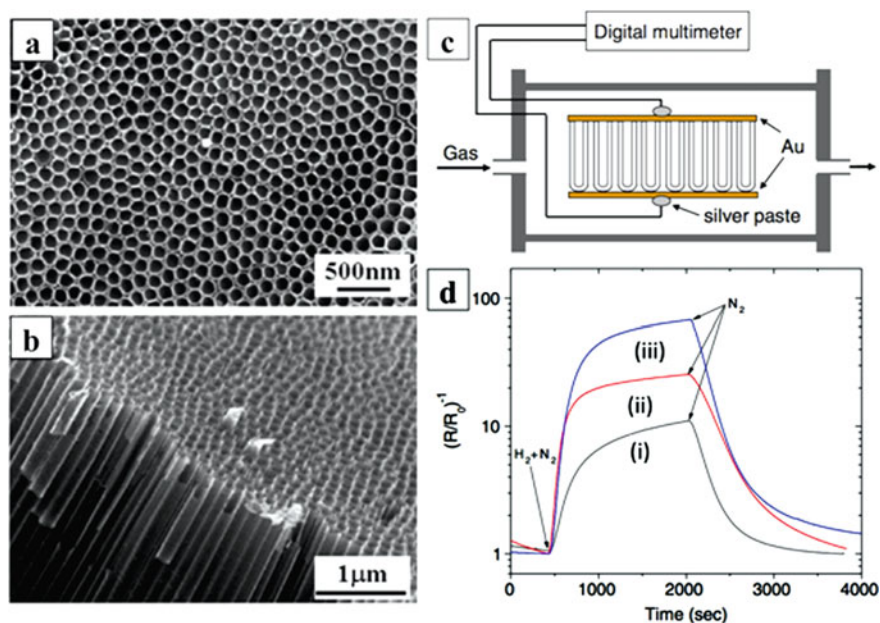 a
500nm
b
1μm
c
Digital multimeter
Gas
Au
silver paste
d
(R/R₀)⁻¹
100
10
1
N₂
(iii)
(ii)
(i)
H₂+N₂
0 1000 2000 3000 4000
Time (sec)